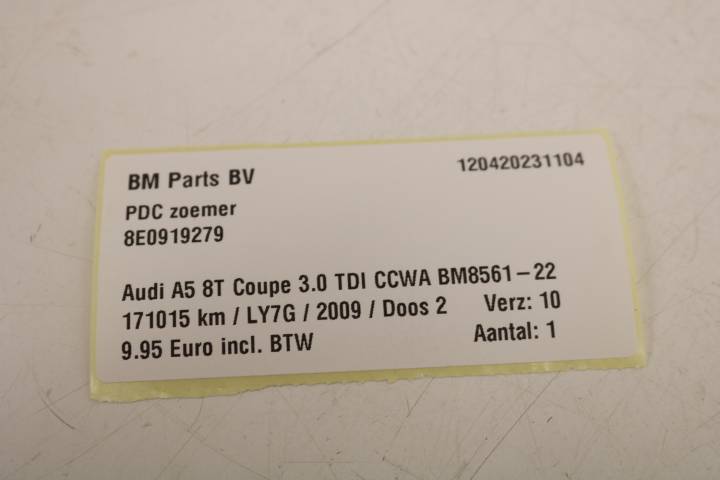 BM Parts BV 120420231104
PDC zoemer
8E0919279
Audi A5 8T Coupe 3.0 TDI CCWA BM8561-22
171015 km / LY7G / 2009 / Doos 2 Verz: 10
9.95 Euro incl. BTW Aantal: 1